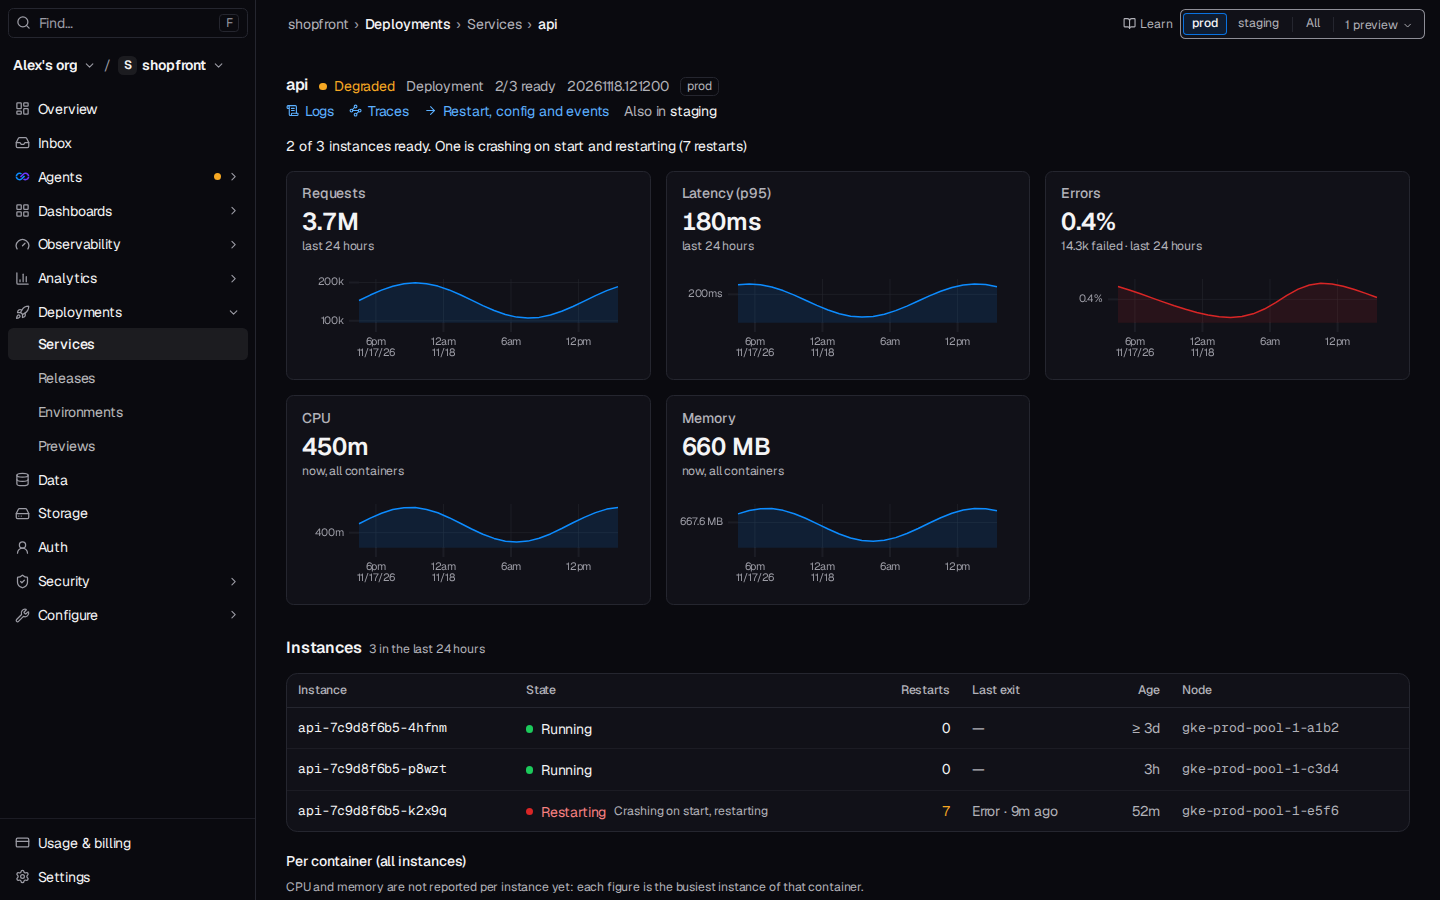 Find...
F
Alex's org / S shopfront
Overview
Inbox
Agents
Dashboards
Observability
Analytics
Deployments
Services
Releases
Environments
Previews
Data
Storage
Auth
Security
Configure
Usage & billing
Settings
shopfront › Deployments › Services › api
Learn
prod staging All 1 preview
api Degraded Deployment 2/3 ready 20261118.121200 prod
Logs Traces Restart, config and events Also in staging
2 of 3 instances ready. One is crashing on start and restarting (7 restarts)
Requests
3.7M
last 24 hours
200k
100k
6pm 12am 6am 12pm
11/17/26 11/18
Latency (p95)
180ms
last 24 hours
200ms
6pm 12am 6am 12pm
11/17/26 11/18
Errors
0.4%
14.3k failed · last 24 hours
0.4%
6pm 12am 6am 12pm
11/17/26 11/18
CPU
450m
now, all containers
400m
6pm 12am 6am 12pm
11/17/26 11/18
Memory
660 MB
now, all containers
667.6 MB
6pm 12am 6am 12pm
11/17/26 11/18
Instances 3 in the last 24 hours
Instance State Restarts Last exit Age Node
api-7c9d8f6b5-4hfnm Running 0 — ≥ 3d gke-prod-pool-1-a1b2
api-7c9d8f6b5-p8wzt Running 0 — 3h gke-prod-pool-1-c3d4
api-7c9d8f6b5-k2x9q Restarting Crashing on start, restarting 7 Error · 9m ago 52m gke-prod-pool-1-e5f6
Per container (all instances)
CPU and memory are not reported per instance yet: each figure is the busiest instance of that container.